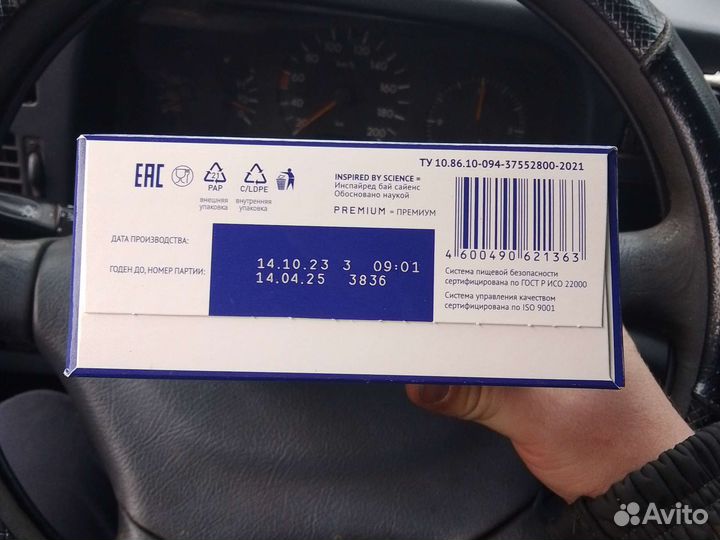 ТУ 10.86.10-094-37552800-2021
EAC
21
PAP
C/LDPE
внешняя
упаковка
внутренняя
упаковка
INSPIRED BY SCIENCE =
Инспайред бай сайенс
Обосновано наукой
PREMIUM = ПРЕМИУМ
4 600490 621363
ДАТА ПРОИЗВОДСТВА:
14.10.23 3 09:01
ГОДЕН ДО, НОМЕР ПАРТИИ:
14.04.25 3836
Система пищевой безопасности
сертифицирована по ГОСТ Р ИСО 22000
Система управления качеством
сертифицирована по ISO 9001
Avito